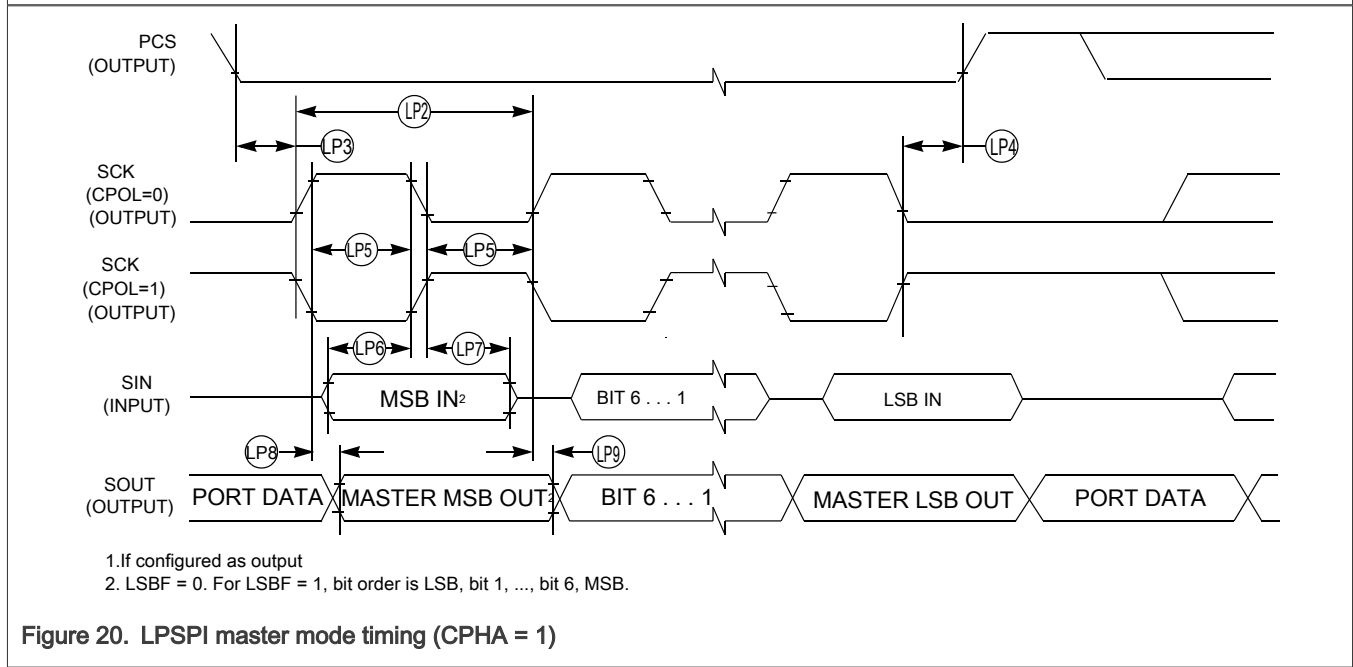 PCS
(OUTPUT)
LP2
LP3
LP4
SCK
(CPOL=0)
(OUTPUT)
LP5
LP5
SCK
(CPOL=1)
(OUTPUT)
LP6
LP7
SIN
(INPUT)
MSB IN2
BIT 6 . . . 1
LSB IN
LP8
LP9
SOUT
(OUTPUT)
PORT DATA
MASTER MSB OUT2
BIT 6 . . . 1
MASTER LSB OUT
PORT DATA
1.If configured as output
2. LSBF = 0. For LSBF = 1, bit order is LSB, bit 1, ..., bit 6, MSB.
Figure 20. LPSPI master mode timing (CPHA = 1)